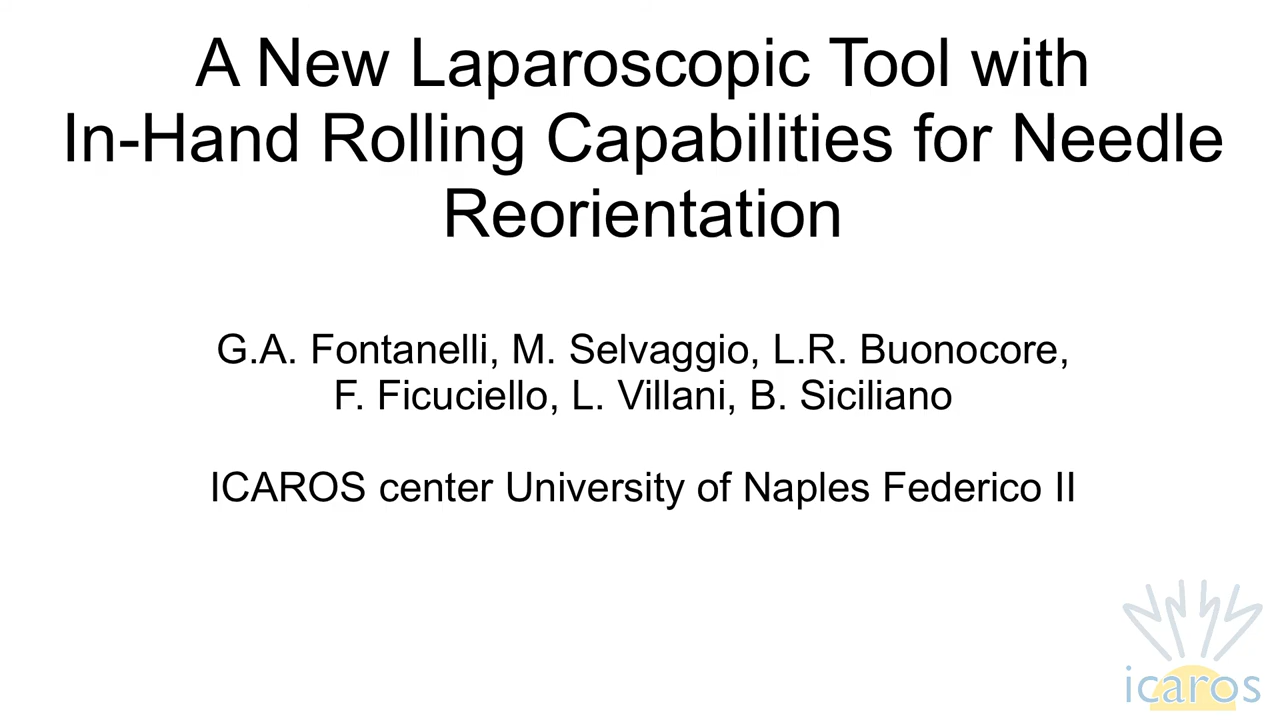 A New Laparoscopic Tool with
In-Hand Rolling Capabilities for Needle
Reorientation
G.A. Fontanelli, M. Selvaggio, L.R. Buonocore,
F. Ficuciello, L. Villani, B. Siciliano
ICAROS center University of Naples Federico II
icaros